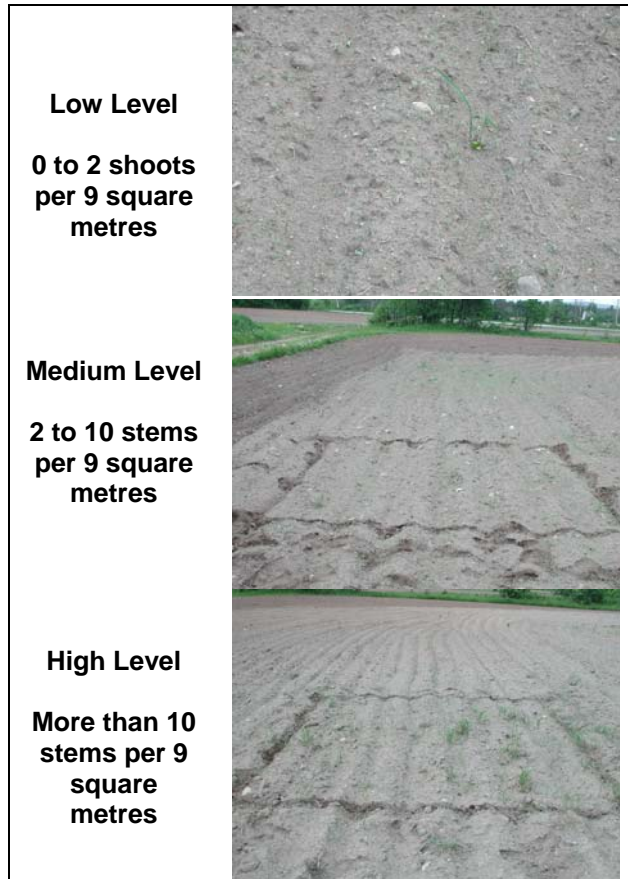 Low Level
0 to 2 shoots
per 9 square
metres
Medium Level
2 to 10 stems
per 9 square
metres
High Level
More than 10
stems per 9
square
metres